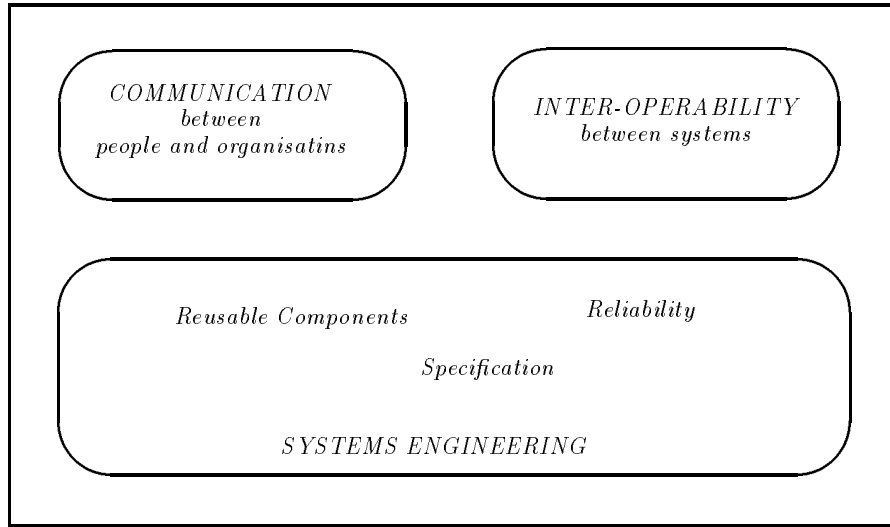 COMMUNICATION
between
people and organisatins
INTER-OPERABILITY
between systems
Reusable Components
Reliability
Specification
SYSTEMS ENGINEERING